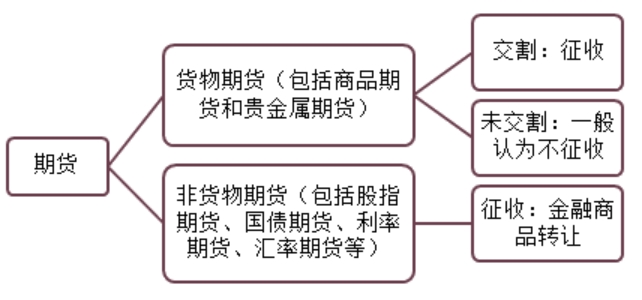 期货
货物期货（包括商品期
货和贵金属期货）
交割：征收
未交割：一般
认为不征收
非货物期货（包括股指
期货、国债期货、利率
期货、汇率期货等）
征收：金融商
品转让